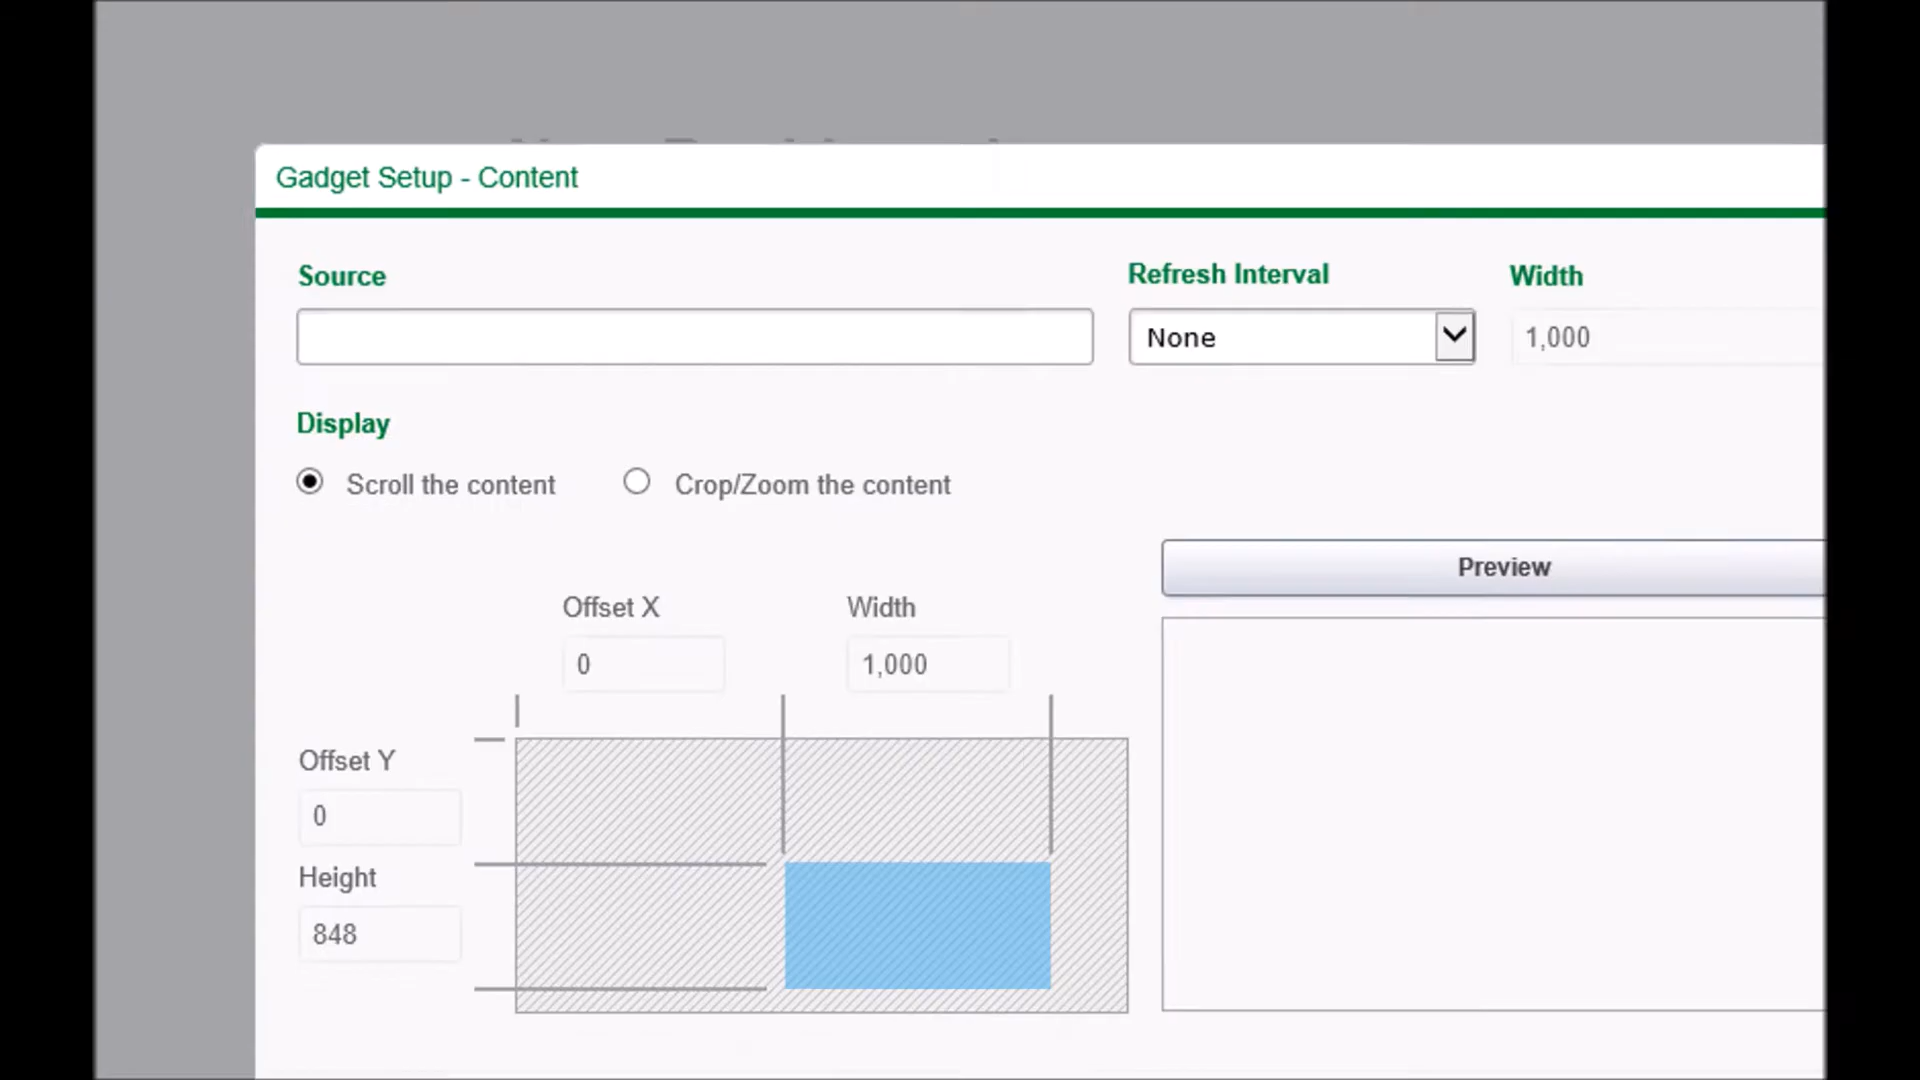 Gadget Setup - Content
Source
Refresh Interval
Width
None
1,000
Display
Scroll the content
Crop/Zoom the content
Preview
Offset X
Width
0
1,000
Offset Y
0
Height
848